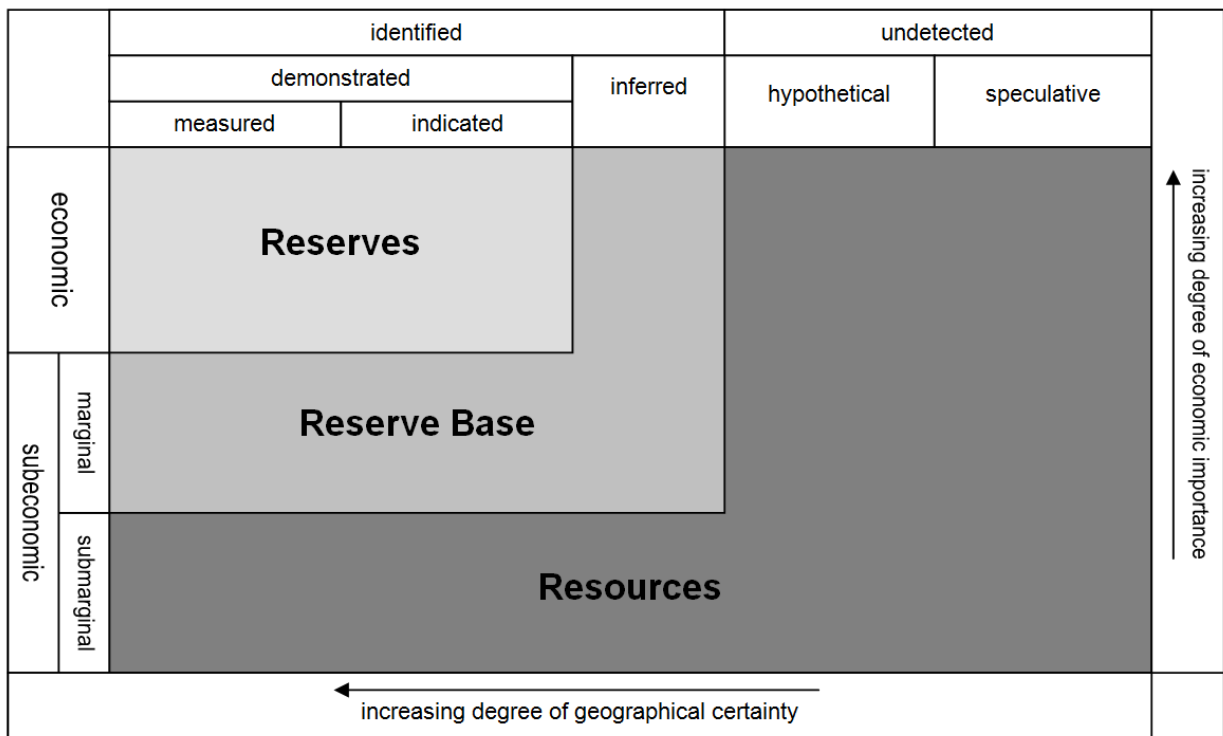 identified
undetected
demonstrated
inferred
hypothetical
speculative
measured
indicated
economic
Reserves
increasing degree of economic importance
subeconomic
marginal
Reserve Base
submarginal
Resources
increasing degree of geographical certainty